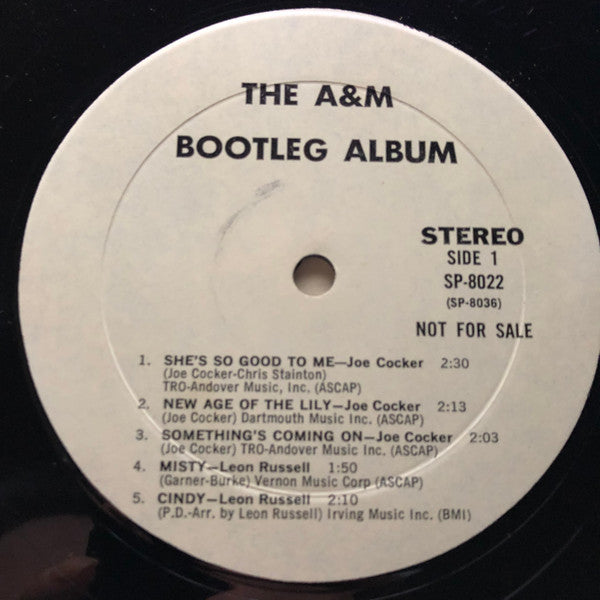 THE A&M
BOOTLEG ALBUM
STEREO
SIDE 1
SP-8022
(SP-8036)
NOT FOR SALE
1. SHE'S SO GOOD TO ME—Joe Cocker 2:30
(Joe Cocker-Chris Stainton)
TRO-Andover Music, Inc. (ASCAP)
2. NEW AGE OF THE LILY—Joe Cocker 2:13
(Joe Cocker) Dartmouth Music Inc. (ASCAP)
3. SOMETHING'S COMING ON—Joe Cocker 2:03
(Joe Cocker) TRO-Andover Music, Inc. (ASCAP)
4. MISTY—Leon Russell 1:50
(Garner-Burke) Vernon Music Corp (ASCAP)
5. CINDY—Leon Russell 2:10
(P.D.-Arr. by Leon Russell) Irving Music Inc. (BMI)